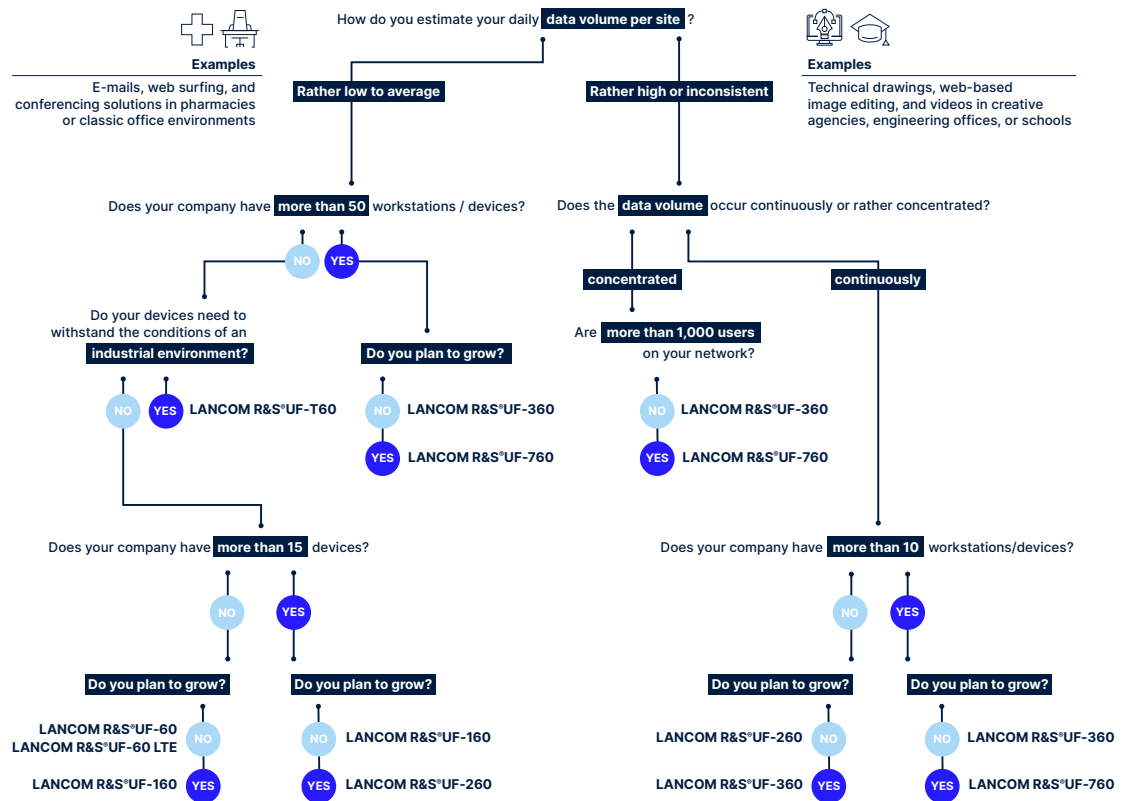 How do you estimate your daily data volume per site ?
Examples
E-mails, web surfing, and
conferencing solutions in pharmacies
or classic office environments
Rather low to average
Rather high or inconsistent
Examples
Technical drawings, web-based
image editing, and videos in creative
agencies, engineering offices, or schools
Does your company have more than 50 workstations / devices?
NO
YES
Does the data volume occur continuously or rather concentrated?
concentrated
continuously
Do your devices need to
withstand the conditions of an
industrial environment?
NO
YES
LANCOM R&S®UF-T60
Do you plan to grow?
NO
LANCOM R&S®UF-360
YES
LANCOM R&S®UF-760
Are more than 1,000 users
on your network?
NO
LANCOM R&S®UF-360
YES
LANCOM R&S®UF-760
Does your company have more than 15 devices?
NO
YES
Do you plan to grow?
LANCOM R&S®UF-60
LANCOM R&S®UF-60 LTE
NO
LANCOM R&S®UF-160
YES
Do you plan to grow?
NO
LANCOM R&S®UF-160
YES
LANCOM R&S®UF-260
Does your company have more than 10 workstations/devices?
NO
YES
Do you plan to grow?
LANCOM R&S®UF-260
NO
LANCOM R&S®UF-360
YES
Do you plan to grow?
NO
LANCOM R&S®UF-360
YES
LANCOM R&S®UF-760